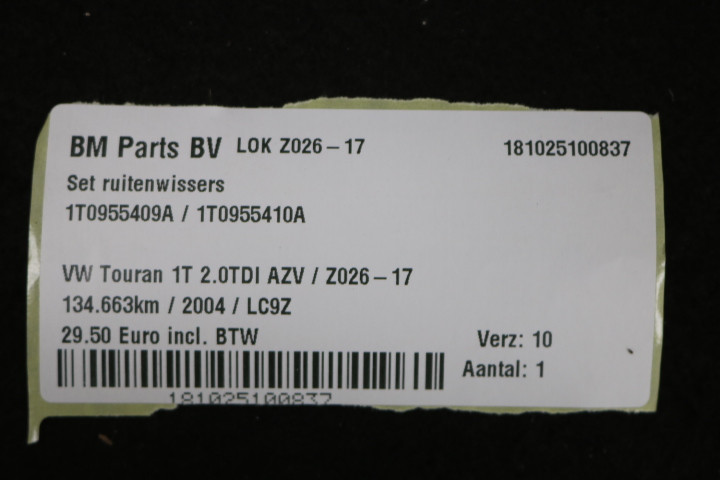 BM Parts BV LOK Z026-17 181025100837
Set ruitenwissers
1T0955409A / 1T0955410A
VW Touran 1T 2.0TDI AZV / Z026-17
134.663km / 2004 / LC9Z
29.50 Euro incl. BTW Verz: 10
Aantal: 1
181025100837